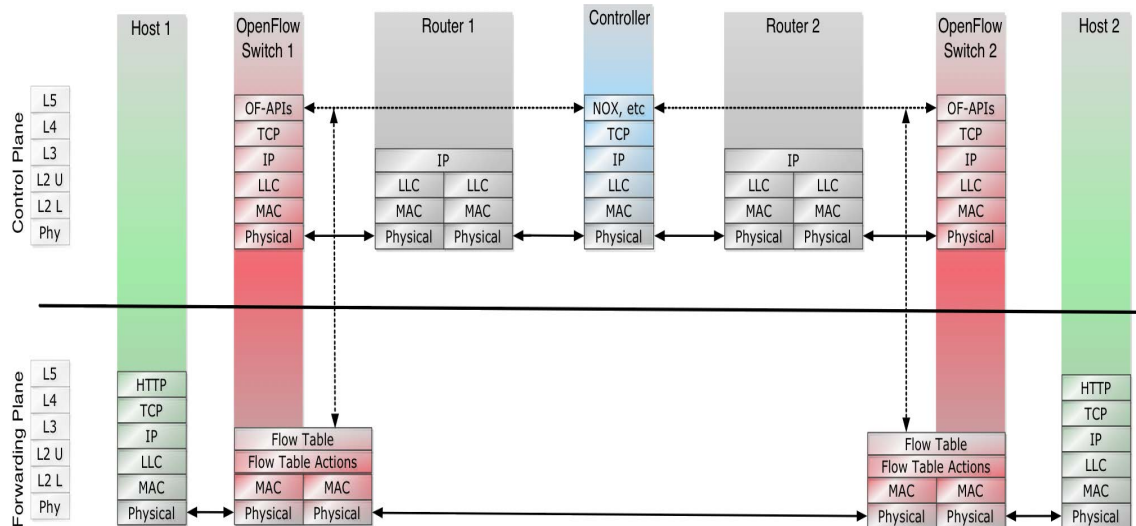 Host 1
OpenFlow
Switch 1
Router 1
Controller
Router 2
OpenFlow
Switch 2
Host 2
Control Plane
L5
L4
L3
L2 U
L2 L
Phy
OF-APIs
TCP
IP
LLC
MAC
Physical
IP
LLC LLC
MAC MAC
Physical Physical
NOX, etc
TCP
IP
LLC
MAC
Physical
IP
LLC LLC
MAC MAC
Physical Physical
OF-APIs
TCP
IP
LLC
MAC
Physical
Forwarding Plane
L5
L4
L3
L2 U
L2 L
Phy
HTTP
TCP
IP
LLC
MAC
Physical
Flow Table
Flow Table Actions
MAC MAC
Physical Physical
Flow Table
Flow Table Actions
MAC MAC
Physical Physical
HTTP
TCP
IP
LLC
MAC
Physical